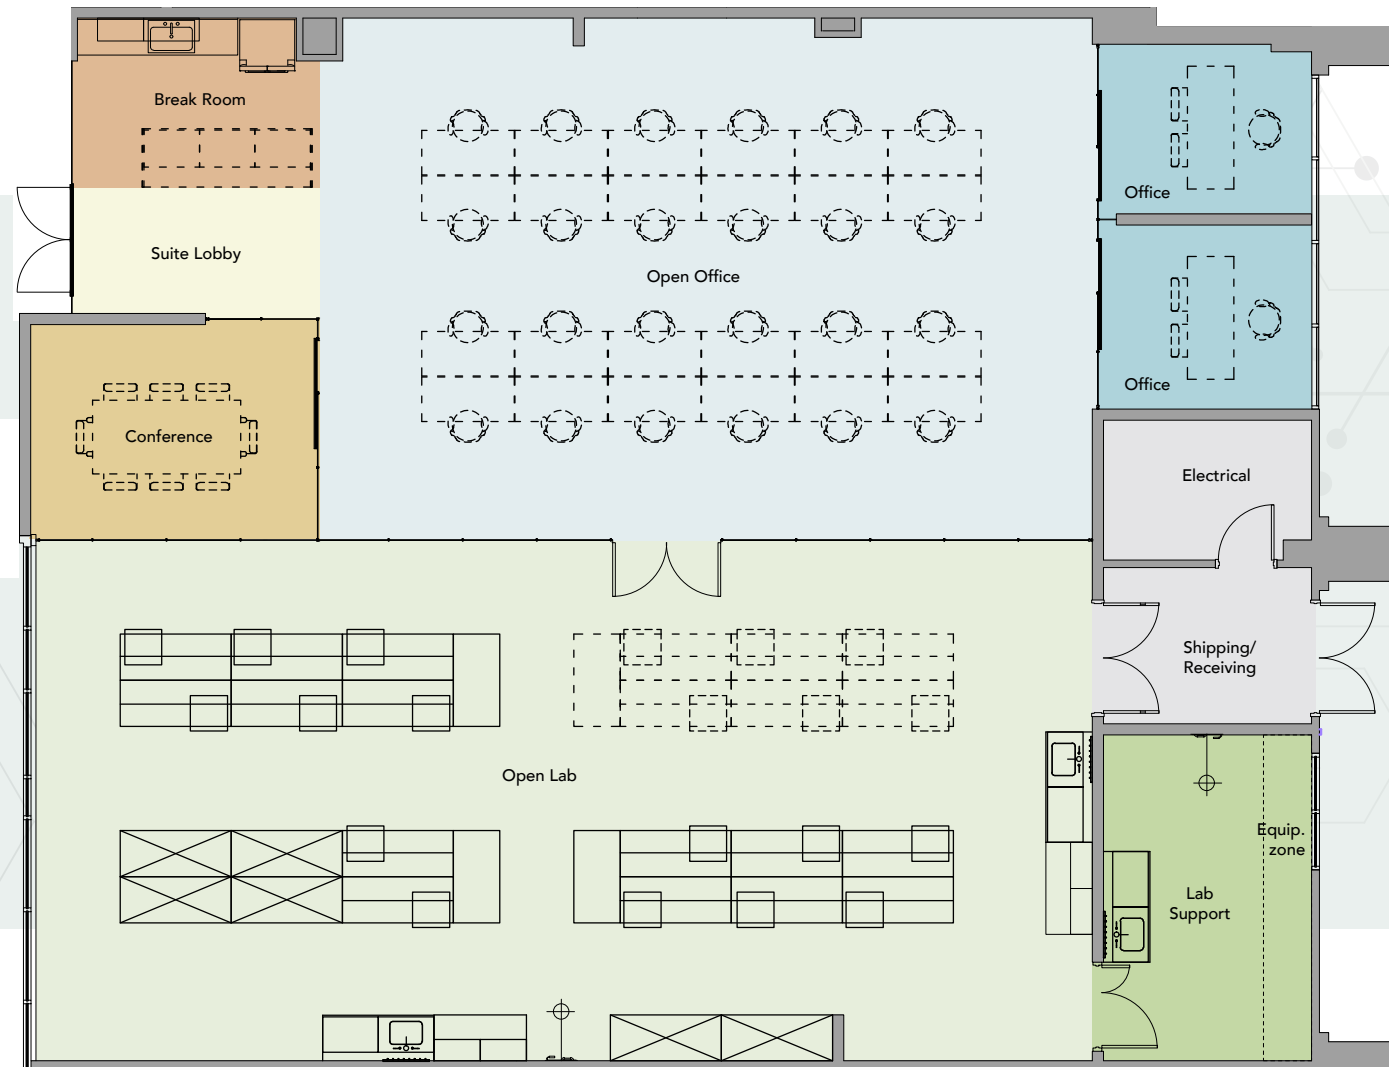 Break Room
Office
Suite Lobby
Open Office
Office
Conference
Electrical
Shipping/
Receiving
Open Lab
Equip.
zone
Lab
Support